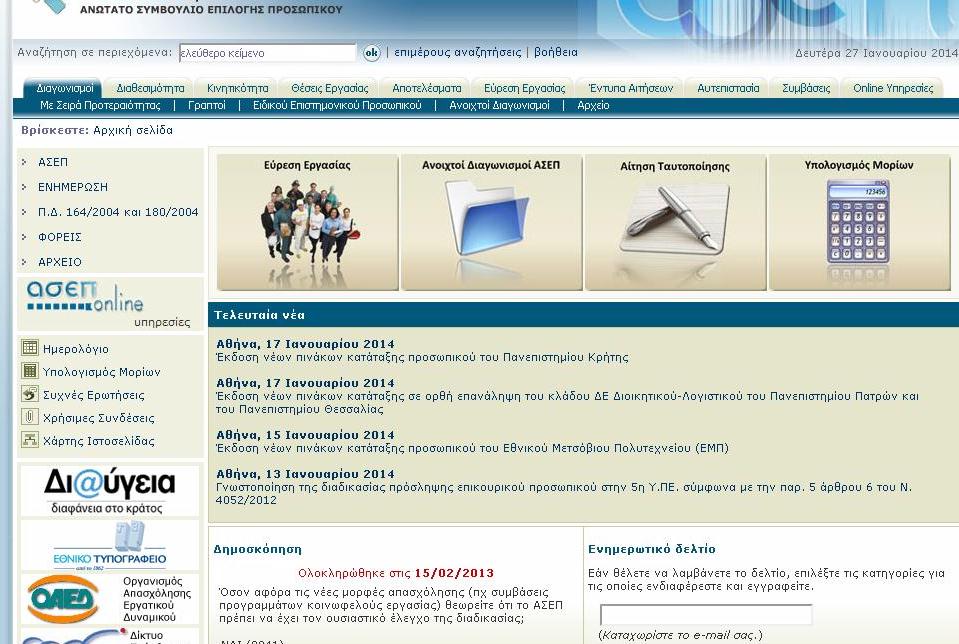 ΑΝΩΤΑΤΟ ΣΥΜΒΟΥΛΙΟ ΕΠΙΛΟΓΗΣ ΠΡΟΣΩΠΙΚΟΥ
Αναζήτηση σε περιεχόμενα: ελεύθερο κείμενο ok | επιμέρους αναζητήσεις | βοήθεια
Δευτέρα 27 Ιανουαρίου 2014
Διαγωνισμοί Διαθεσιμότητα Κινητικότητα Θέσεις Εργασίας Αποτελέσματα Εύρεση Εργασίας Έντυπα Αιτήσεων Αυτεπιστασία Συμβάσεις Online Υπηρεσίες
Με Σειρά Προτεραιότητας | Γραπτοί | Ειδικού Επιστημονικού Προσωπικού | Ανοιχτοί Διαγωνισμοί | Αρχείο
Βρίσκεστε: Αρχική σελίδα
ΑΣΕΠ
ΕΝΗΜΕΡΩΣΗ
Π.Δ. 164/2004 και 180/2004
ΦΟΡΕΙΣ
ΑΡΧΕΙΟ
ασεπ
online
υπηρεσίες
Ημερολόγιο
Υπολογισμός Μορίων
Συχνές Ερωτήσεις
Χρήσιμες Συνδέσεις
Χάρτης Ιστοσελίδας
Δι@ύγεια
διαφάνεια στο κράτος
ΕΘΝΙΚΟ ΤΥΠΟΓΡΑΦΕΙΟ
ΟΑΕΔ
Οργανισμός
Απασχόλησης
Εργατικού
Δυναμικού
Δίκτυο
Εύρεση Εργασίας
Ανοιχτοί Διαγωνισμοί ΑΣΕΠ
Αίτηση Ταυτοποίησης
Υπολογισμός Μορίων
123456
Τελευταία νέα
Αθήνα, 17 Ιανουαρίου 2014
Έκδοση νέων πινάκων κατάταξης προσωπικού του Πανεπιστημίου Κρήτης
Αθήνα, 17 Ιανουαρίου 2014
Έκδοση νέων πινάκων κατάταξης σε ορθή επανάληψη του κλάδου ΔΕ Διοικητικού-Λογιστικού του Πανεπιστημίου Πατρών και
του Πανεπιστημίου Θεσσαλίας
Αθήνα, 15 Ιανουαρίου 2014
Έκδοση νέων πινάκων κατάταξης προσωπικού του Εθνικού Μετσόβιου Πολυτεχνείου (ΕΜΠ)
Αθήνα, 13 Ιανουαρίου 2014
Γνωστοποίηση της διαδικασίας πρόσληψης επικουρικού προσωπικού στην 5η Υ.ΠΕ. σύμφωνα με την παρ. 5 άρθρου 6 του Ν.
4052/2012
Δημοσκόπηση
Ολοκληρώθηκε στις 15/02/2013
Όσον αφορα τις νέες μορφές απασχόλησης (πχ συμβάσεις
προγραμμάτων κοινωφελούς εργασίας) θεωρείτε ότι το ΑΣΕΠ
πρέπει να έχει τον ουσιαστικό έλεγχο της διαδικασίας;
ΝΑΙ (2041)
Ενημερωτικό δελτίο
Εάν θέλετε να λαμβάνετε το δελτίο, επιλέξτε τις κατηγορίες για
τις οποίες ενδιαφέρεστε και εγγραφείτε.
(Καταχωρίστε το e-mail σας.)